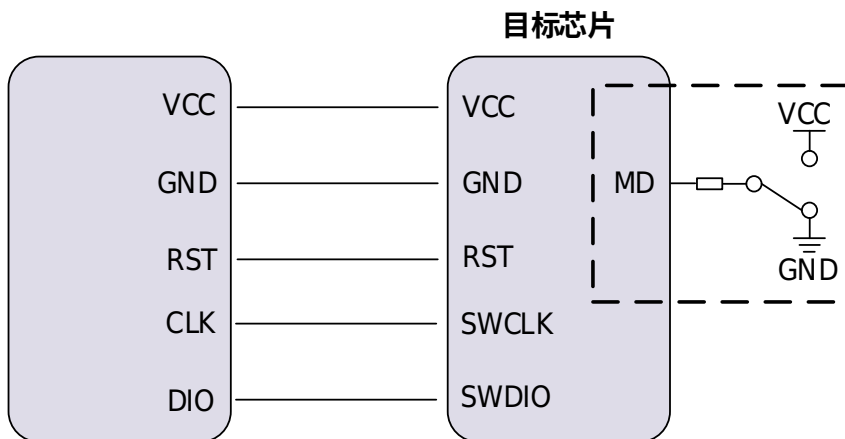 目标芯片
VCC
GND
RST
CLK
DIO
VCC
GND
RST
SWCLK
SWDIO
MD
VCC
GND